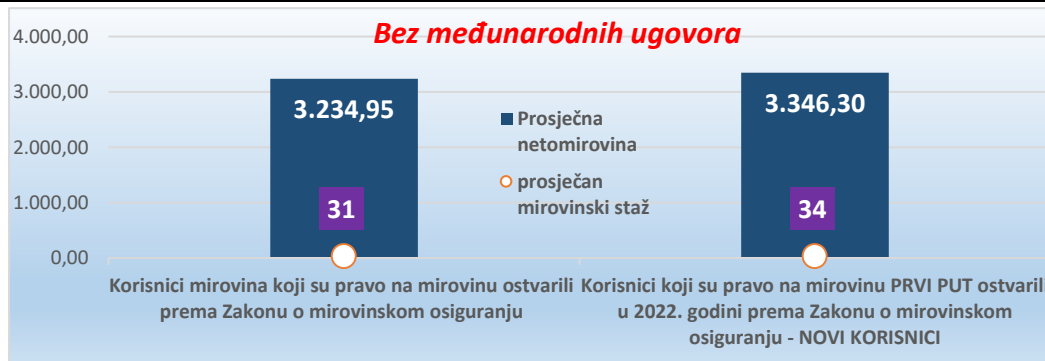 Bez međunarodnih ugovora
4.000,00
3.000,00
2.000,00
1.000,00
0,00
3.234,95
31
3.346,30
34
Prosječna
netomirovina
prosječan
mirovinski staž
Korisnici mirovina koji su pravo na mirovinu ostvarili
prema Zakonu o mirovinskom osiguranju
Korisnici koji su pravo na mirovinu PRVI PUT ostvaril
u 2022. godini prema Zakonu o mirovinskom
osiguranju - NOVI KORISNICI